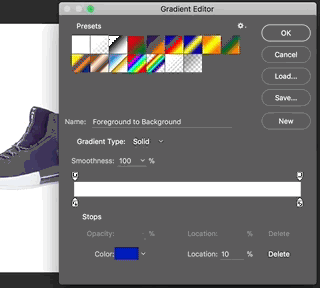 Gradient Editor
Presets
OK
Cancel
Load...
Save...
Name: Foreground to Background
New
Gradient Type: Solid
Smoothness: 100 %
Stops
Opacity: % Location: % Delete
Color: Location: 10 % Delete